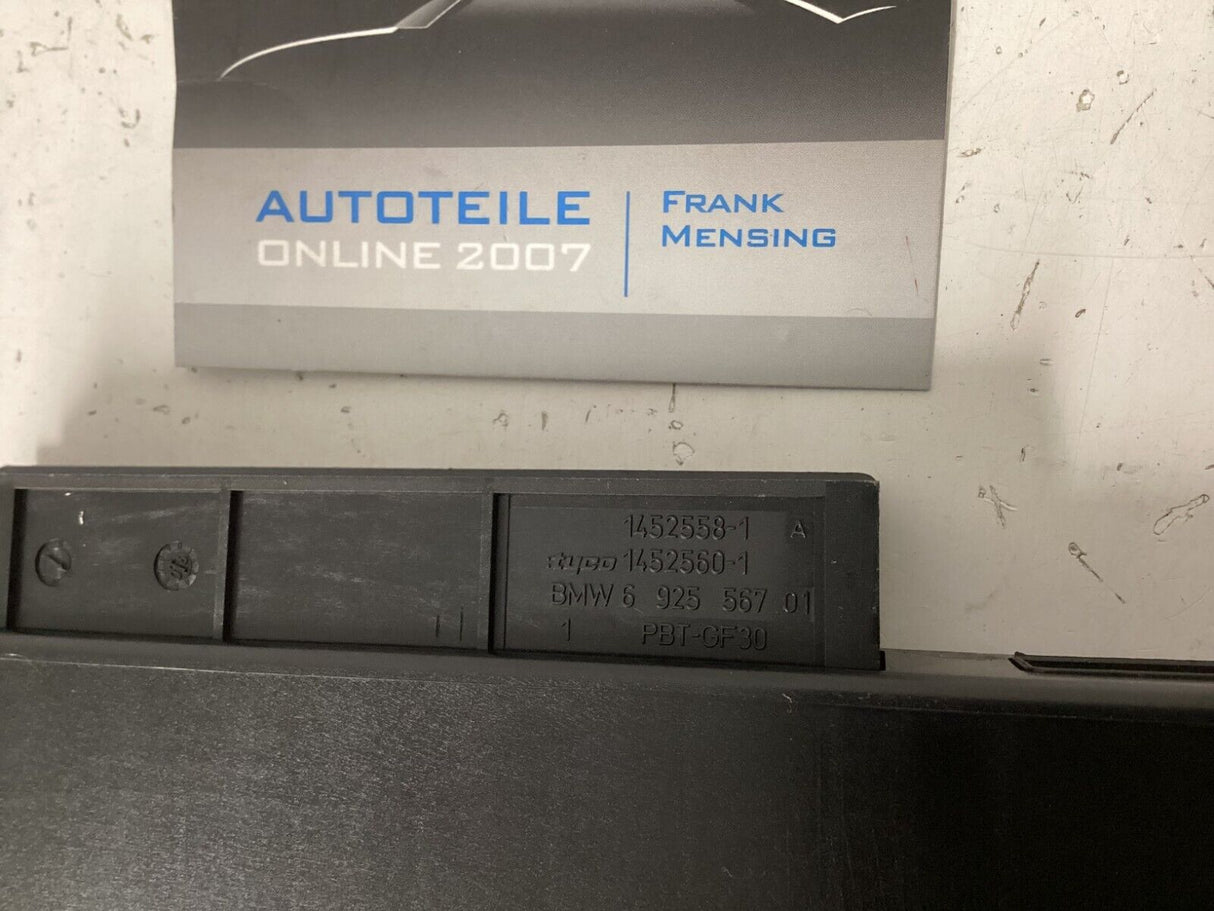 AUTOTEILE
ONLINE 2007
FRANK
MENSING
1452558-1 A
tyco 1452560-1
BMW 6 925 567 01
1 PBT-GF30